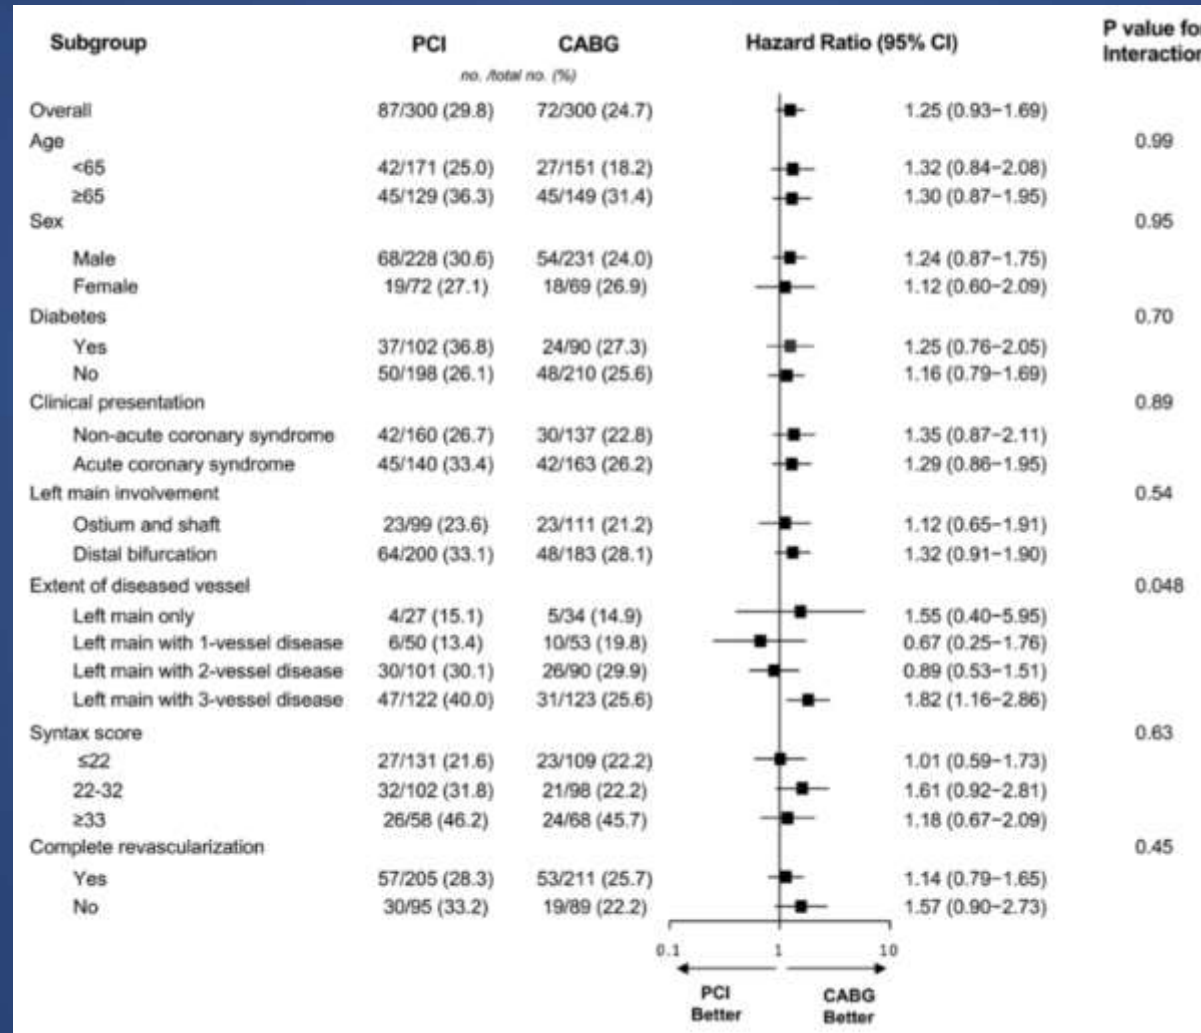 Subgroup PCI CABG Hazard Ratio (95% CI) P value for Interaction
no. /total no. (%)
Overall 87/300 (29.8) 72/300 (24.7) 1.25 (0.93−1.69)
Age 0.99
<65 42/171 (25.0) 27/151 (18.2) 1.32 (0.84−2.08)
≥65 45/129 (36.3) 45/149 (31.4) 1.30 (0.87−1.95)
Sex 0.95
Male 68/228 (30.6) 54/231 (24.0) 1.24 (0.87−1.75)
Female 19/72 (27.1) 18/69 (26.9) 1.12 (0.60−2.09)
Diabetes 0.70
Yes 37/102 (36.8) 24/90 (27.3) 1.25 (0.76−2.05)
No 50/198 (26.1) 48/210 (25.6) 1.16 (0.79−1.69)
Clinical presentation 0.89
Non-acute coronary syndrome 42/160 (26.7) 30/137 (22.8) 1.35 (0.87−2.11)
Acute coronary syndrome 45/140 (33.4) 42/163 (26.2) 1.29 (0.86−1.95)
Left main involvement 0.54
Ostium and shaft 23/99 (23.6) 23/111 (21.2) 1.12 (0.65−1.91)
Distal bifurcation 64/200 (33.1) 48/183 (28.1) 1.32 (0.91−1.90)
Extent of diseased vessel 0.048
Left main only 4/27 (15.1) 5/34 (14.9) 1.55 (0.40−5.95)
Left main with 1-vessel disease 6/50 (13.4) 10/53 (19.8) 0.67 (0.25−1.76)
Left main with 2-vessel disease 30/101 (30.1) 26/90 (29.9) 0.89 (0.53−1.51)
Left main with 3-vessel disease 47/122 (40.0) 31/123 (25.6) 1.82 (1.16−2.86)
Syntax score 0.63
≤22 27/131 (21.6) 23/109 (22.2) 1.01 (0.59−1.73)
22-32 32/102 (31.8) 21/98 (22.2) 1.61 (0.92−2.81)
≥33 26/58 (46.2) 24/68 (45.7) 1.18 (0.67−2.09)
Complete revascularization 0.45
Yes 57/205 (28.3) 53/211 (25.7) 1.14 (0.79−1.65)
No 30/95 (33.2) 19/89 (22.2) 1.57 (0.90−2.73)
0.1 1 10
PCI Better CABG Better